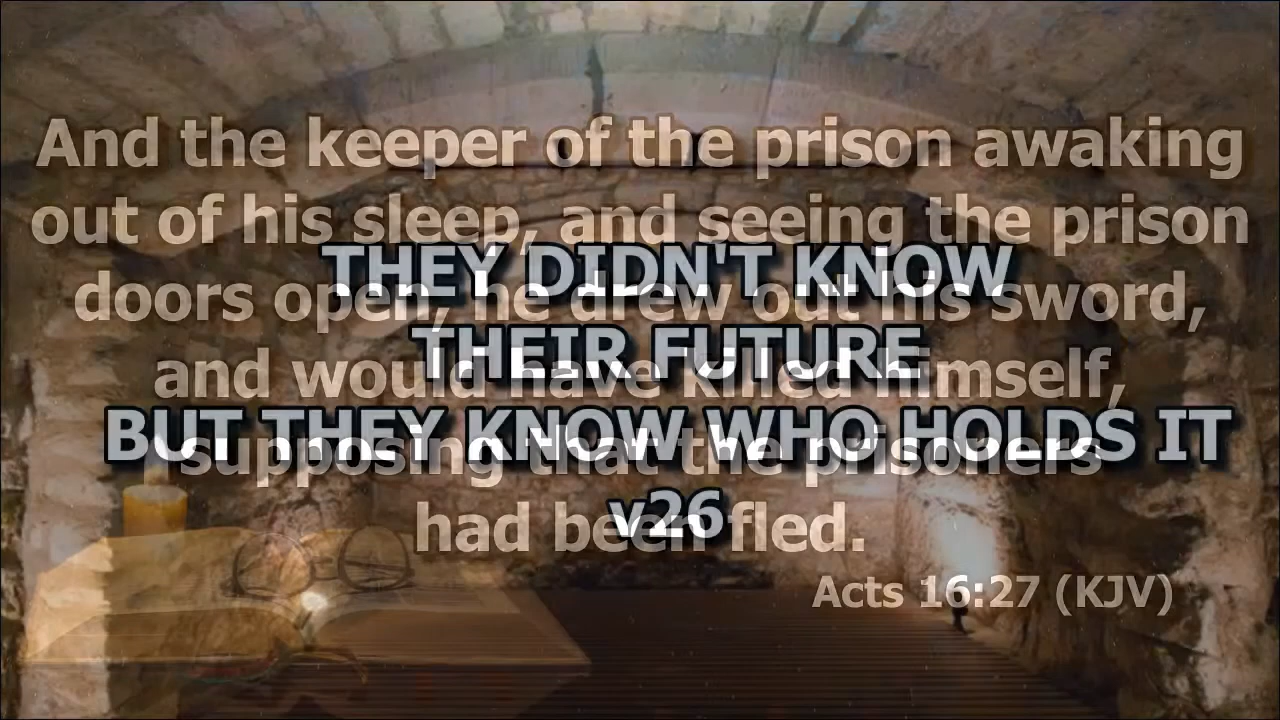 And the keeper of the prison awaking
out of his sleep, and seeing the prison
doors open, he drew out his sword,
and would have killed himself,
supposing that the prisoners
had been fled.
Acts 16:27 (KJV)
THEY DIDN'T KNOW
THEIR FUTURE
BUT THEY KNOW WHO HOLDS IT
v26